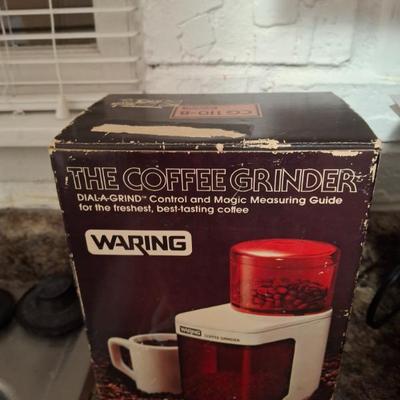 THE COFFEE GRINDER
DIAL-A-GRIND™ Control and Magic Measuring Guide
for the freshest, best-tasting coffee
WARING
WARING
COFFEE GRINDER